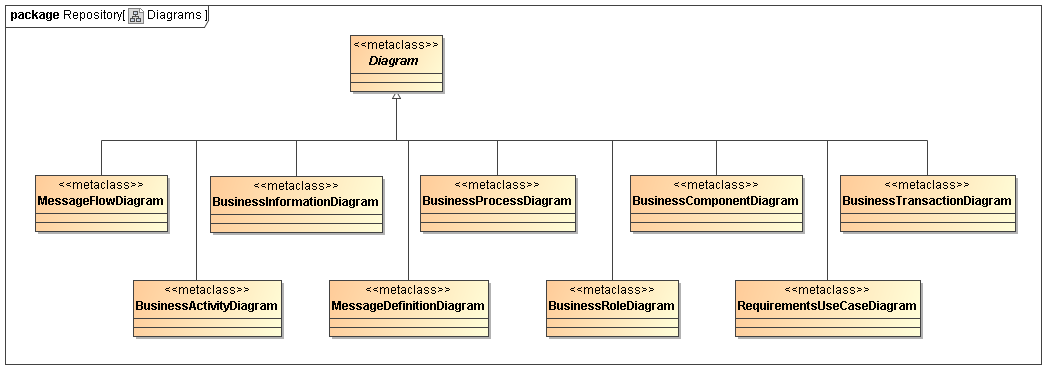 package Repository[ Diagrams ]
<<metaclass>>
Diagram
<<metaclass>>
MessageFlowDiagram
<<metaclass>>
BusinessInformationDiagram
<<metaclass>>
BusinessProcessDiagram
<<metaclass>>
BusinessComponentDiagram
<<metaclass>>
BusinessTransactionDiagram
<<metaclass>>
BusinessActivityDiagram
<<metaclass>>
MessageDefinitionDiagram
<<metaclass>>
BusinessRoleDiagram
<<metaclass>>
RequirementsUseCaseDiagram